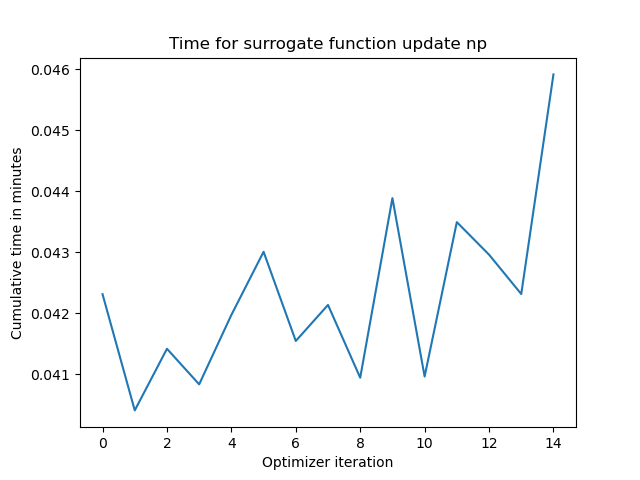 Time for surrogate function update np
0.046
0.045
0.044
0.043
0.042
0.041
Cumulative time in minutes
0 2 4 6 8 10 12 14
Optimizer iteration